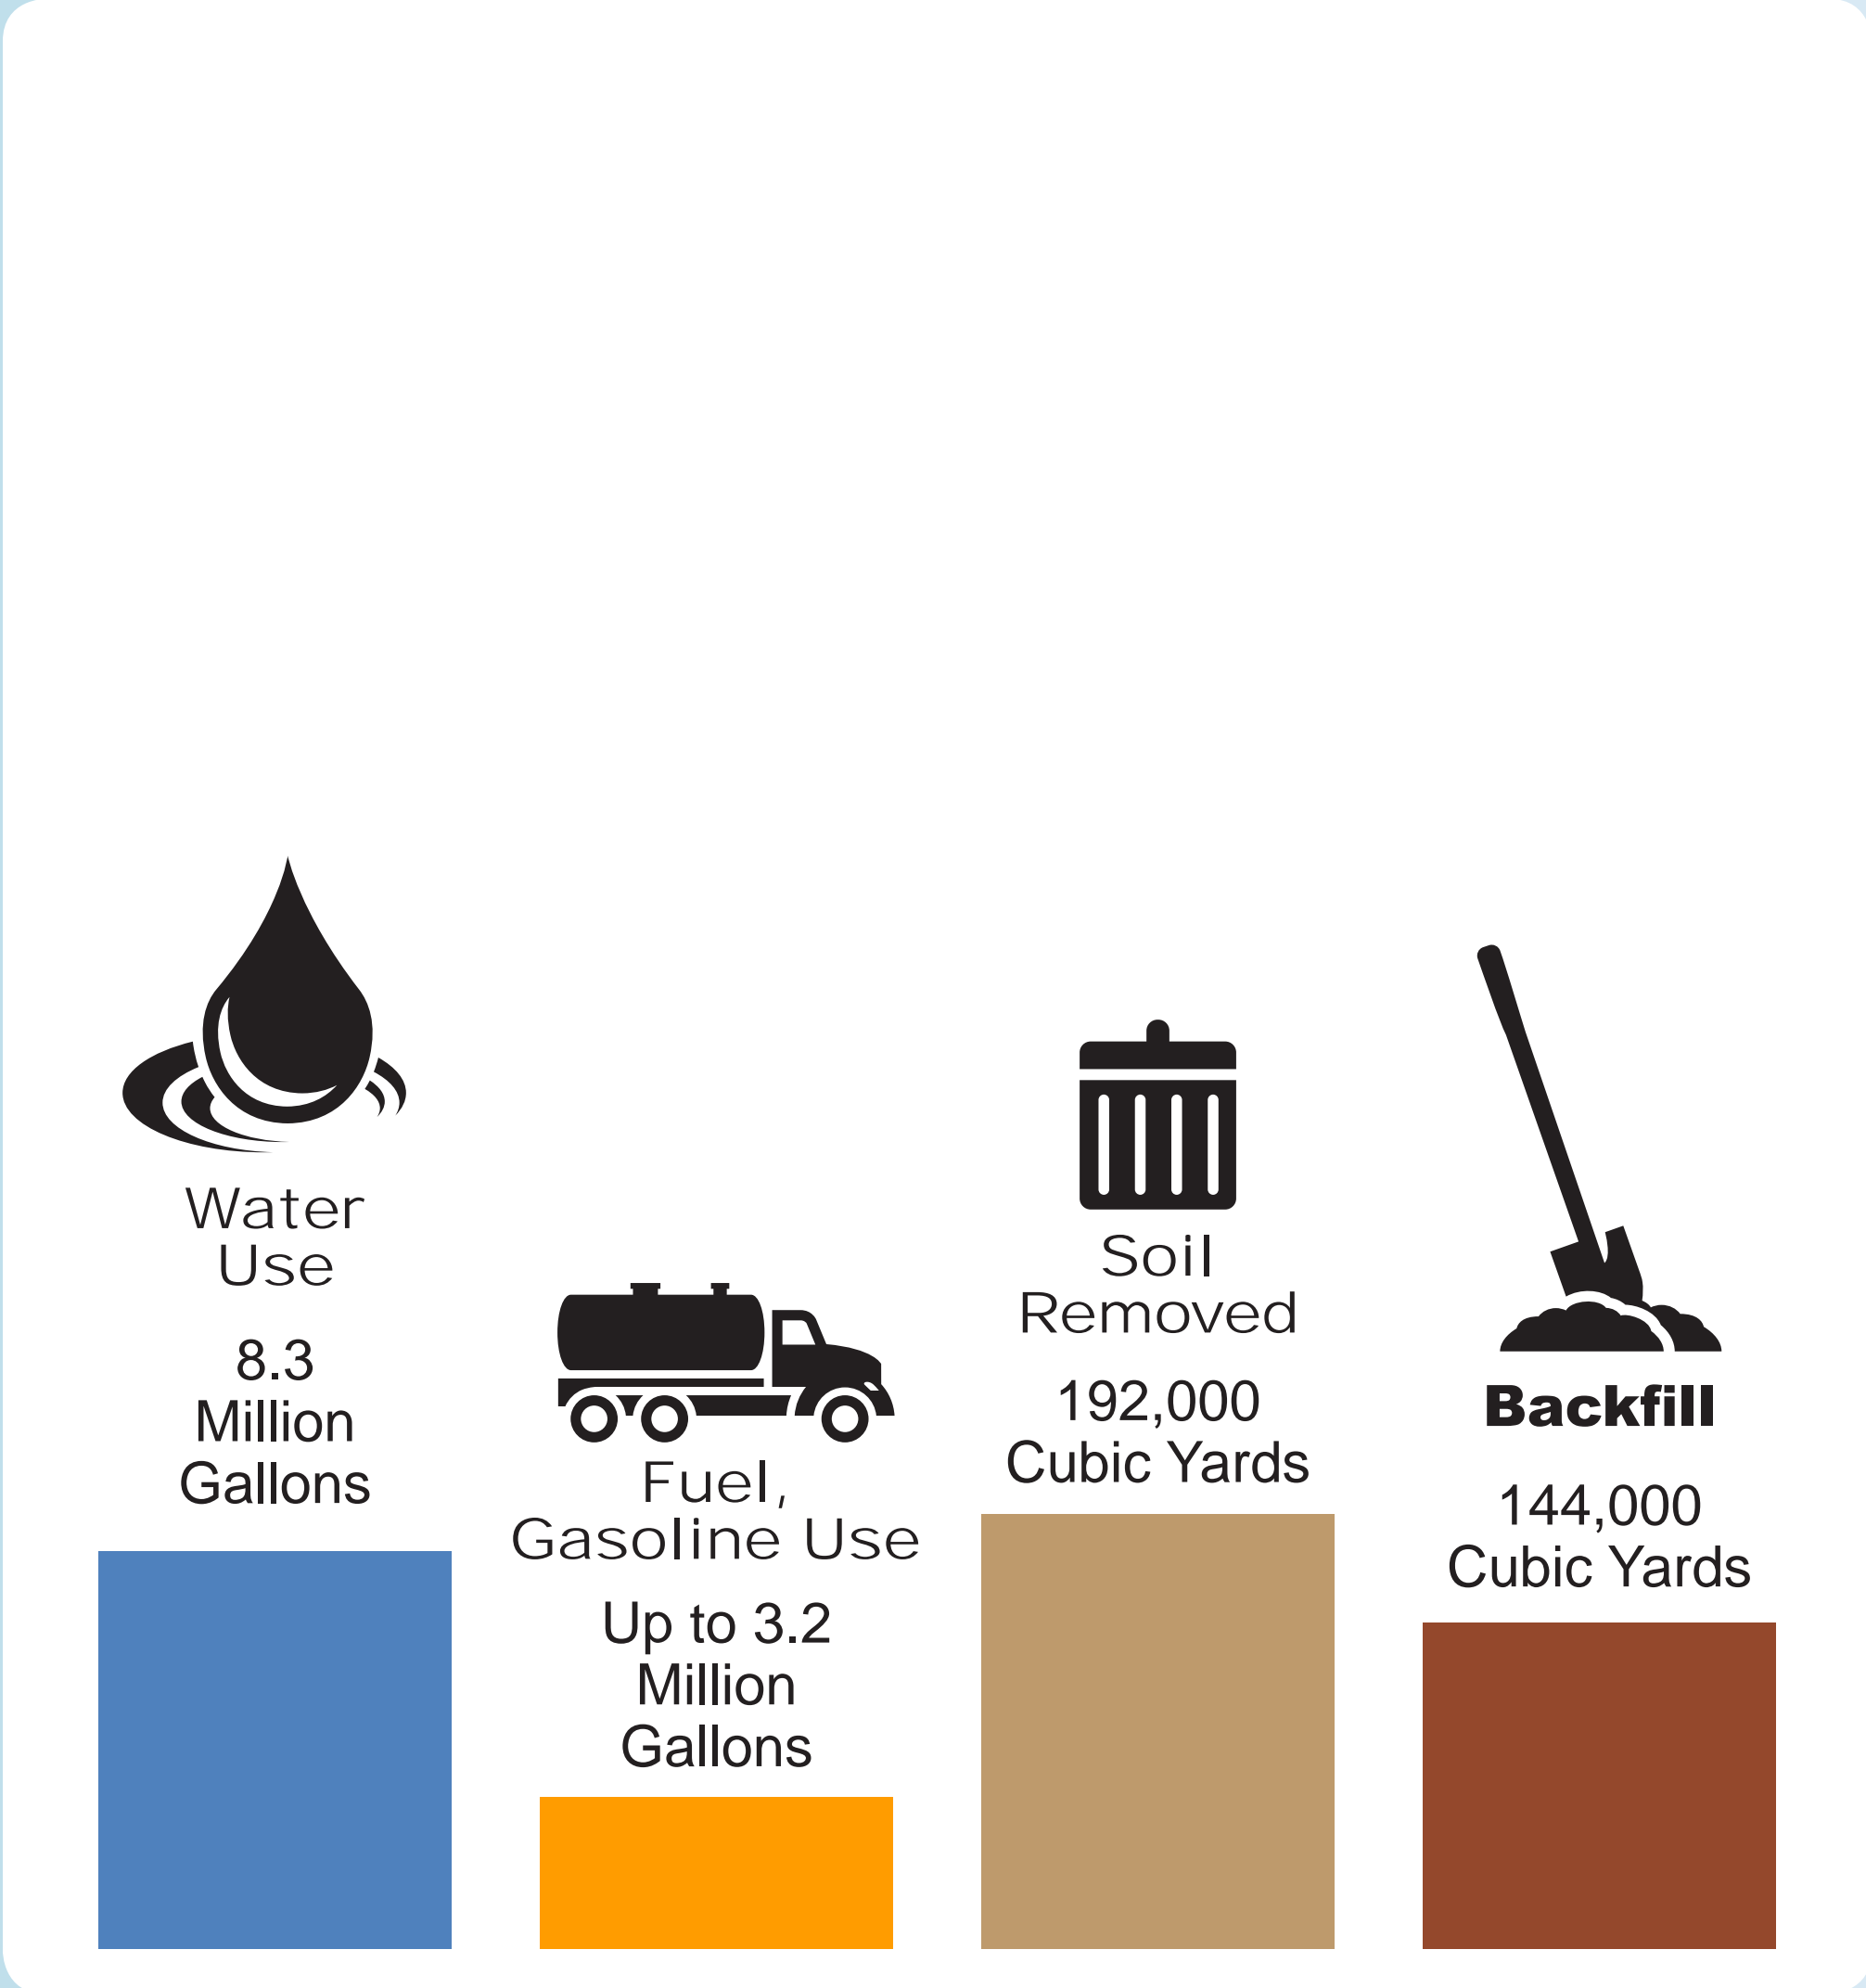 Water
Use
8.3
Million
Gallons
Fuel,
Gasoline Use
Up to 3.2
Million
Gallons
Soil
Removed
192,000
Cubic Yards
Backfill
144,000
Cubic Yards